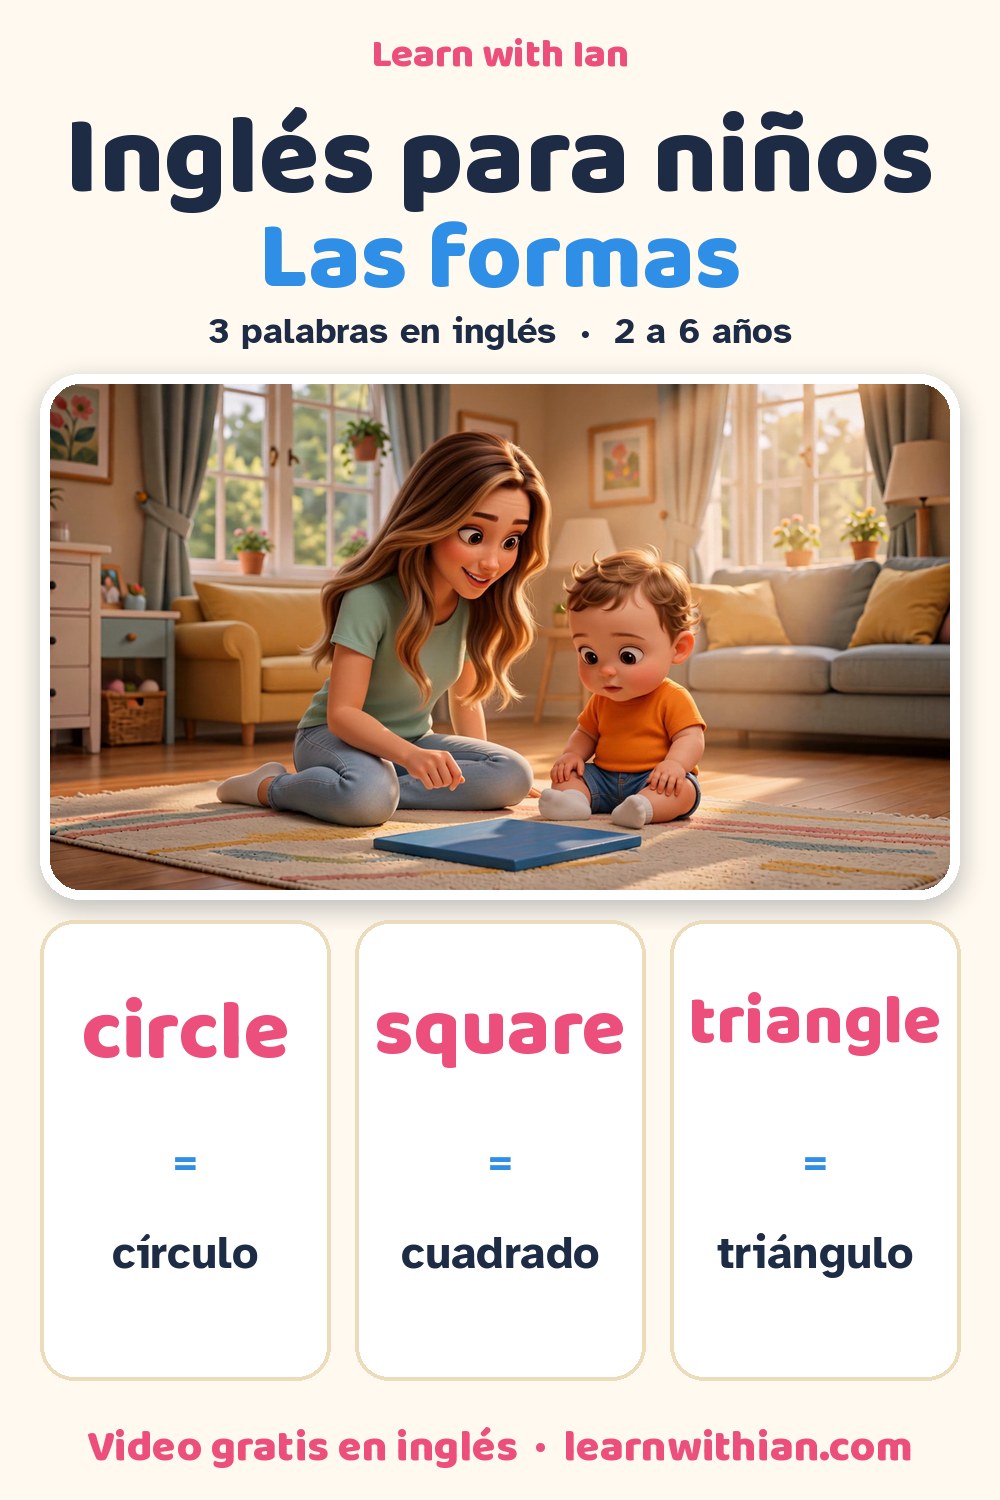 Learn with Ian
Inglés para niños
Las formas
3 palabras en inglés · 2 a 6 años
circle
=
círculo
square
=
cuadrado
triangle
=
triángulo
Video gratis en inglés · learnwithian.com